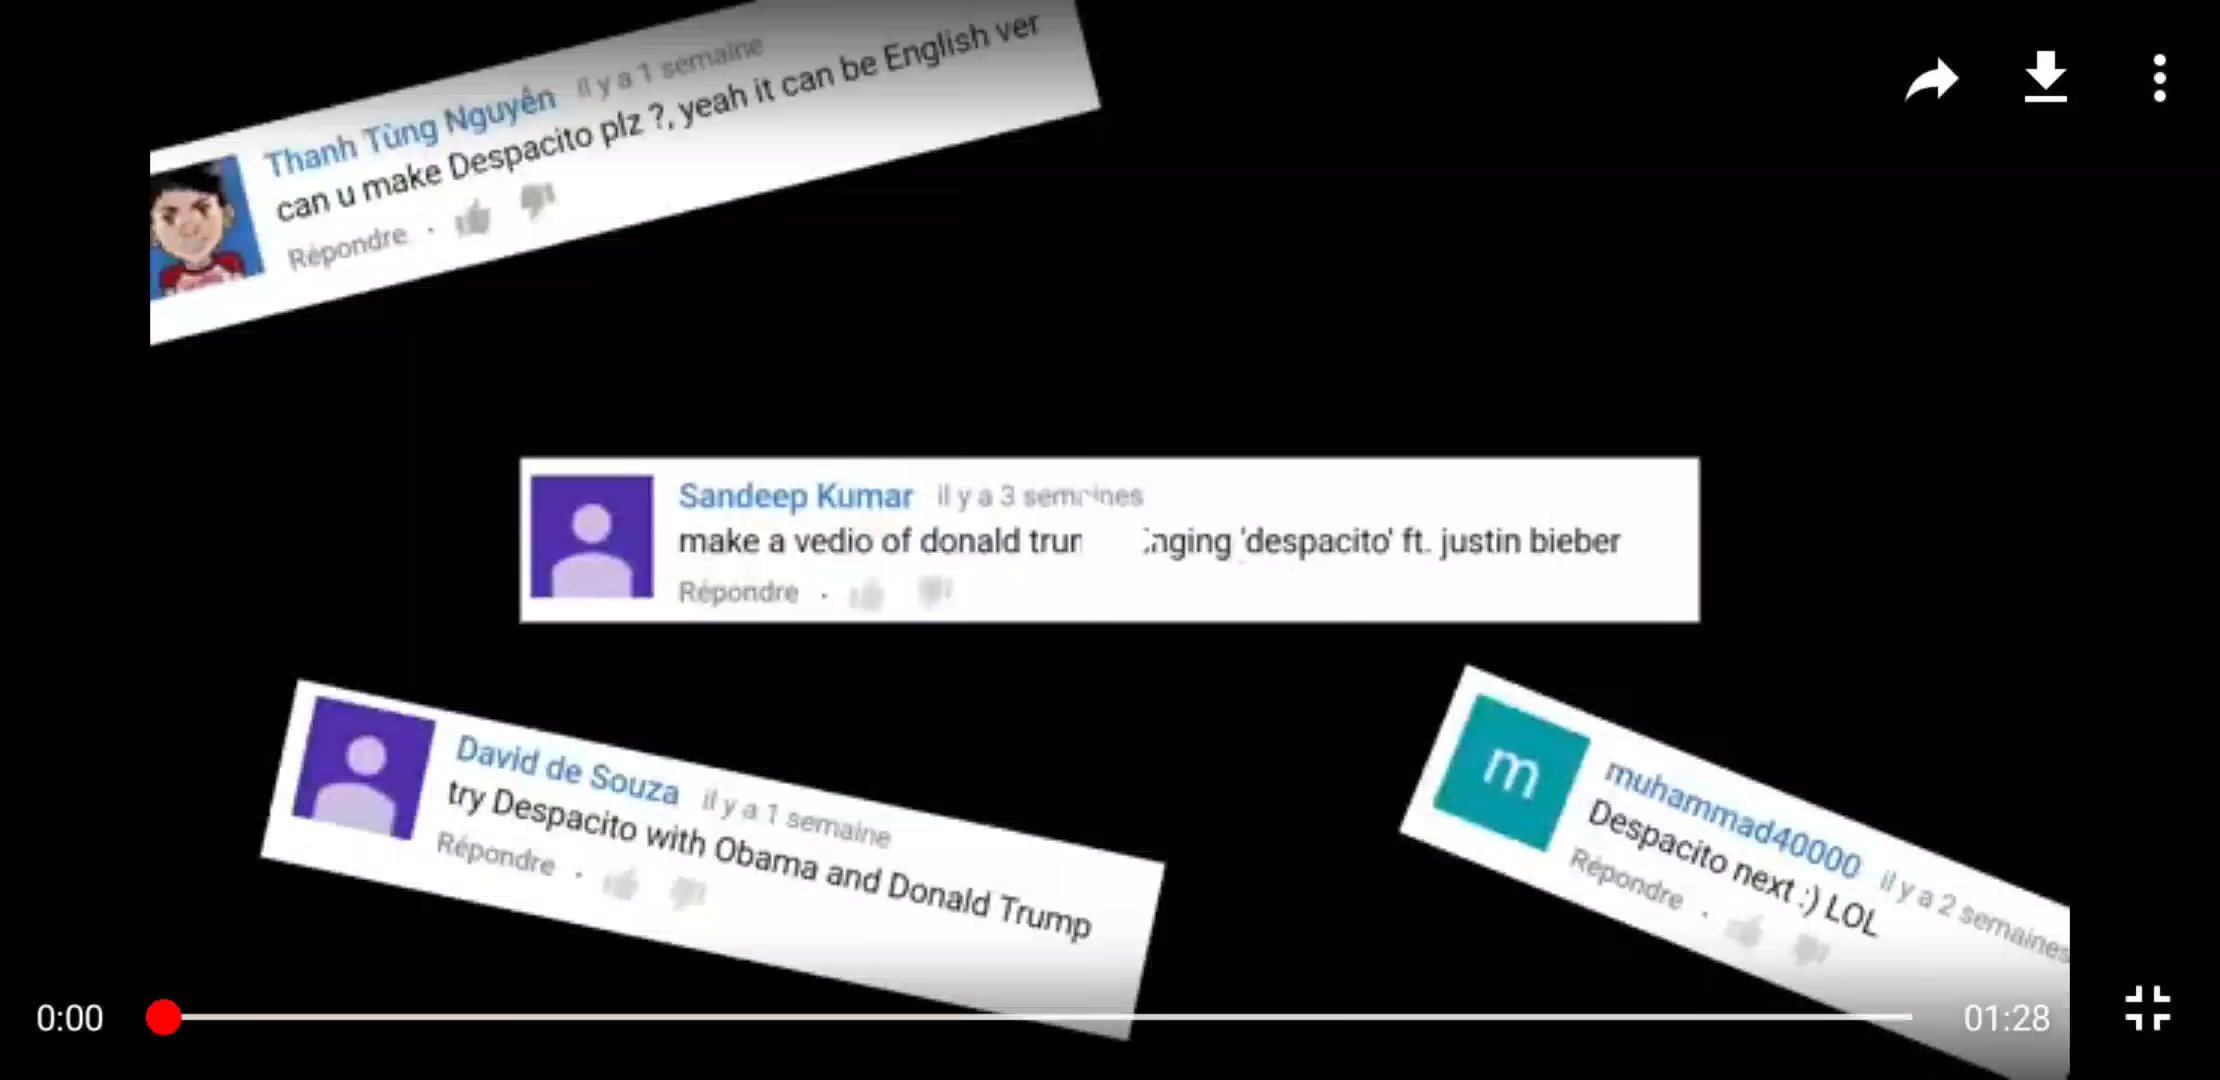 Thanh Tùng Nguyễn il y a 1 semaine
can u make Despacito plz ?, yeah it can be English ver
Répondre ·
Sandeep Kumar il y a 3 semaines
make a vedio of donald 'despacito' ft. justin bieber
Répondre ·
David de Souza il y a 1 semaine
try Despacito with Obama and Donald Trump
Répondre ·
m
muhammad40000 il y a 2 semaines
Despacito next :) LOL
Répondre ·
0:00
01:28